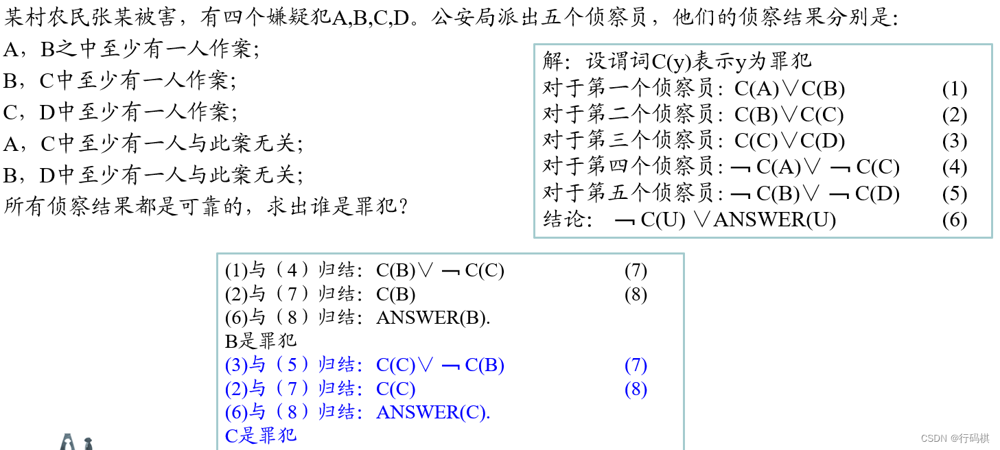 某村农民张某被害，有四个嫌疑犯A,B,C,D。公安局派出五个侦察员，他们的侦察结果分别是：
A，B之中至少有一人作案；
B，C中至少有一人作案；
C，D中至少有一人作案；
A，C中至少有一人与此案无关；
B，D中至少有一人与此案无关；
所有侦察结果都是可靠的，求出谁是罪犯？
解：设谓词C(y)表示y为罪犯
对于第一个侦察员：C(A)∨C(B) (1)
对于第二个侦察员：C(B)∨C(C) (2)
对于第三个侦察员：C(C)∨C(D) (3)
对于第四个侦察员：￢C(A)∨ ￢C(C) (4)
对于第五个侦察员：￢C(B)∨ ￢C(D) (5)
结论： ￢C(U) ∨ANSWER(U) (6)
(1)与（4）归结：C(B)∨ ￢C(C) (7)
(2)与（7）归结：C(B) (8)
(6)与（8）归结：ANSWER(B).
B是罪犯
(3)与（5）归结：C(C)∨ ￢C(B) (7)
(2)与（7）归结：C(C) (8)
(6)与（8）归结：ANSWER(C).
C是罪犯
CSDN @行码棋